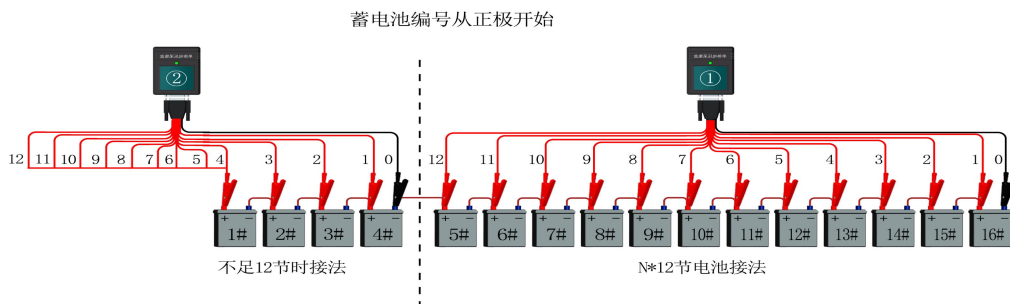 蓄电池编号从正极开始
② ①
12 11 10 9 8 7 6 5 4 3 2 1 0 12 11 10 9 8 7 6 5 4 3 2 1 0
+ − + − + − + − + − + − + − + − + − + − + − + − + − + − + − + −
1# 2# 3# 4# 5# 6# 7# 8# 9# 10# 11# 12# 13# 14# 15# 16#
不足12节时接法 N*12节电池接法